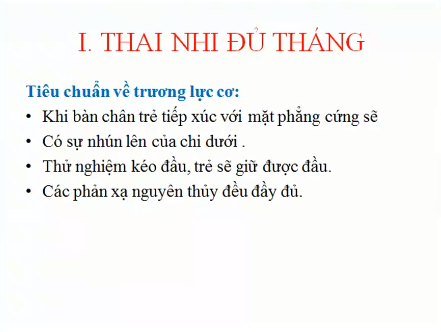 I. THAI NHI ĐỦ THÁNG
Tiêu chuẩn về trương lực cơ:
• Khi bàn chân trẻ tiếp xúc với mặt phẳng cứng sẽ
• Có sự nhún lên của chi dưới .
• Thử nghiệm kéo đầu, trẻ sẽ giữ được đầu.
• Các phản xạ nguyên thủy đều đầy đủ.